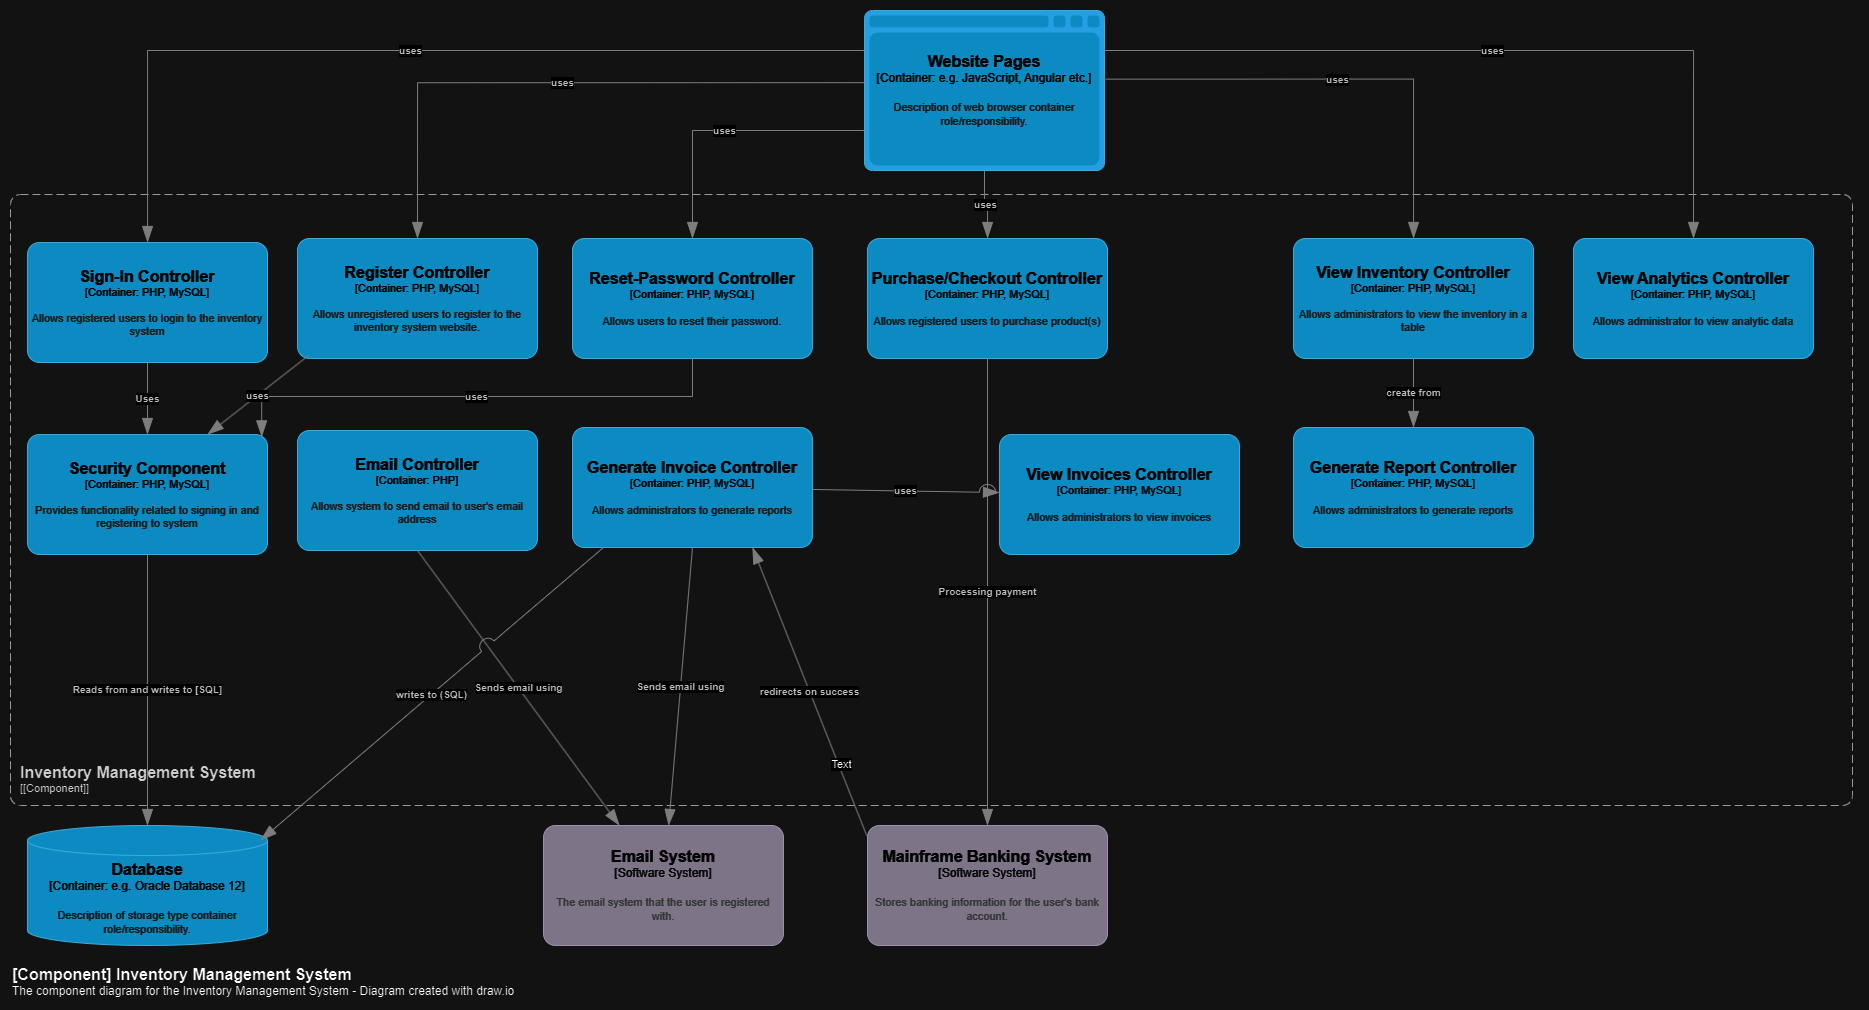 Website Pages
[Container: e.g. JavaScript, Angular etc.]
Description of web browser container
role/responsibility.
uses
uses
uses
uses
uses
uses
Sign-In Controller
[Container: PHP, MySQL]
Allows registered users to login to the inventory
system
Register Controller
[Container: PHP, MySQL]
Allows unregistered users to register to the
inventory system website.
Reset-Password Controller
[Container: PHP, MySQL]
Allows users to reset their password.
Purchase/Checkout Controller
[Container: PHP, MySQL]
Allows registered users to purchase product(s)
View Inventory Controller
[Container: PHP, MySQL]
Allows administrators to view the inventory in a
table
View Analytics Controller
[Container: PHP, MySQL]
Allows administrator to view analytic data
Uses
uses
uses
create from
Security Component
[Container: PHP, MySQL]
Provides functionality related to signing in and
registering to system
Email Controller
[Container: PHP]
Allows system to send email to user's email
address
Generate Invoice Controller
[Container: PHP, MySQL]
Allows administrators to generate reports
uses
View Invoices Controller
[Container: PHP, MySQL]
Allows administrators to view invoices
Generate Report Controller
[Container: PHP, MySQL]
Allows administrators to generate reports
Processing payment
Reads from and writes to [SQL]
writes to (SQL)
Sends email using
Sends email using
redirects on success
Text
Inventory Management System
[[Component]]
Database
[Container: e.g. Oracle Database 12]
Description of storage type container
role/responsibility.
Email System
[Software System]
The email system that the user is registered
with.
Mainframe Banking System
[Software System]
Stores banking information for the user's bank
account.
[Component] Inventory Management System
The component diagram for the Inventory Management System - Diagram created with draw.io